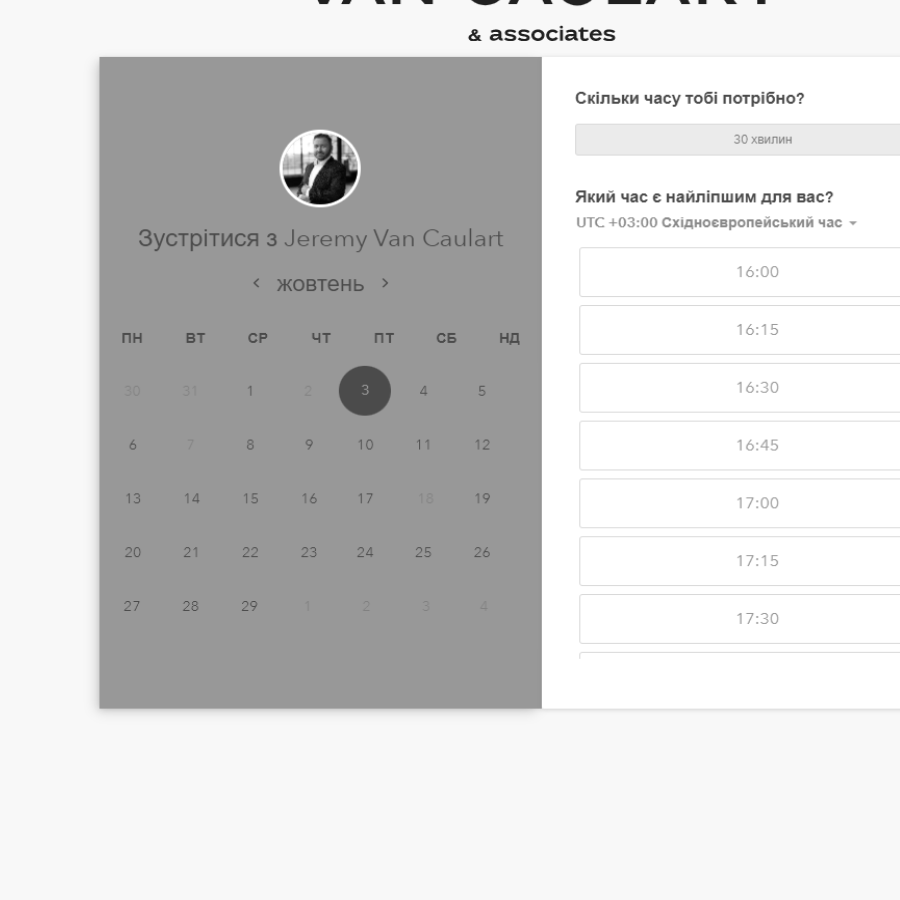 VAN CAULART
& associates
Зустрітися з Jeremy Van Caulart
жовтень
ПН ВТ СР ЧТ ПТ СБ НД
30 31 1 2 3 4 5
6 7 8 9 10 11 12
13 14 15 16 17 18 19
20 21 22 23 24 25 26
27 28 29 1 2 3 4
Скільки часу тобі потрібно?
30 хвилин
Який час є найліпшим для вас?
UTC +03:00 Східноєвропейський час
16:00
16:15
16:30
16:45
17:00
17:15
17:30